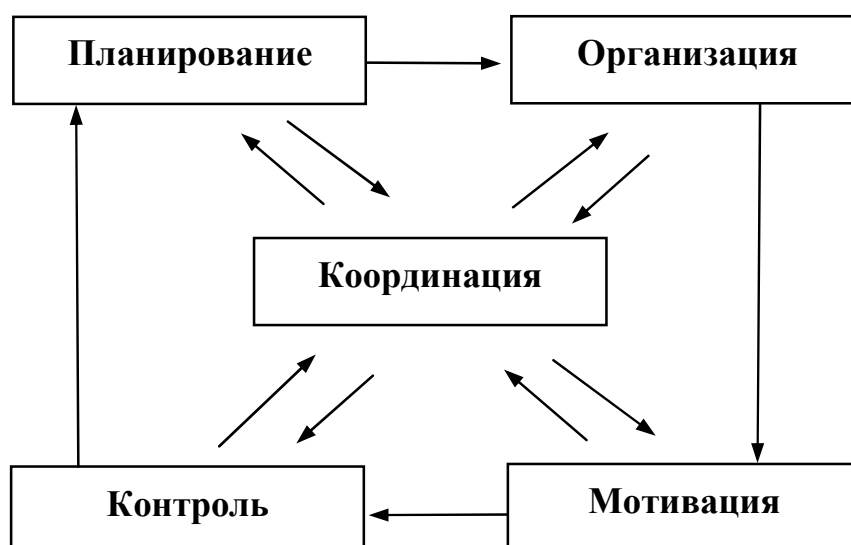 Планирование
Организация
Координация
Контроль
Мотивация